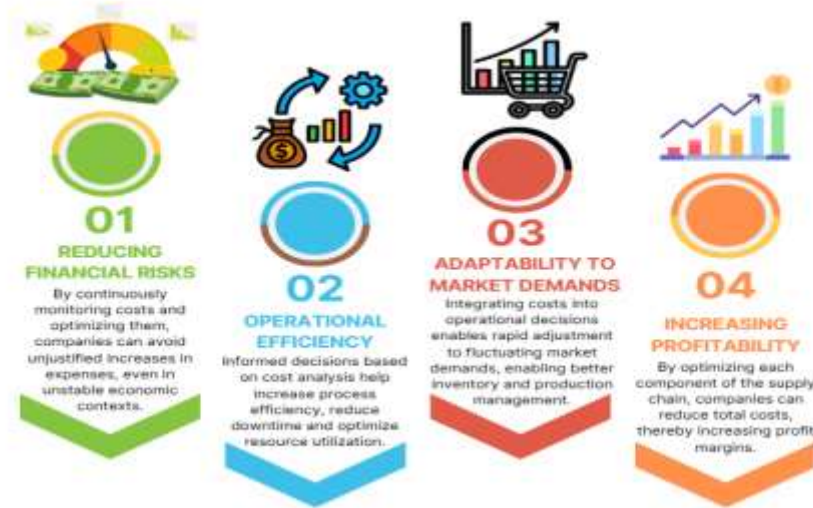 01
REDUCING
FINANCIAL RISKS
By continuously
monitoring costs and
optimizing them,
companies can avoid
unjustified increases in
expenses, even in
unstable economic
contexts.
02
OPERATIONAL
EFFICIENCY
Informed decisions based
on cost analysis help
increase process
efficiency, reduce
downtime and optimize
resource utilization.
03
ADAPTABILITY TO
MARKET DEMANDS
Integrating costs into
operational decisions
enables rapid adjustment
to fluctuating market
demands, enabling better
inventory and production
management.
04
INCREASING
PROFITABILITY
By optimizing each
component of the supply
chain, companies can
reduce total costs,
thereby increasing profit
margins.